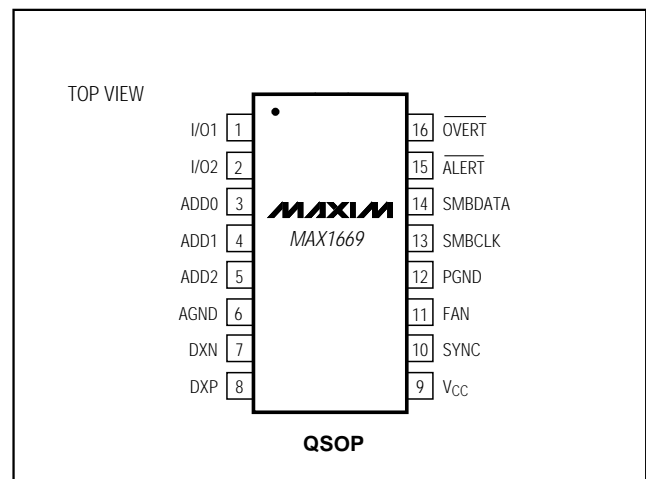 TOP VIEW
I/O1 1
I/O2 2
ADD0 3
ADD1 4
ADD2 5
AGND 6
DXN 7
DXP 8
MAXIM
MAX1669
16 OVERT
15 ALERT
14 SMBDATA
13 SMBCLK
12 PGND
11 FAN
10 SYNC
9 VCC
QSOP